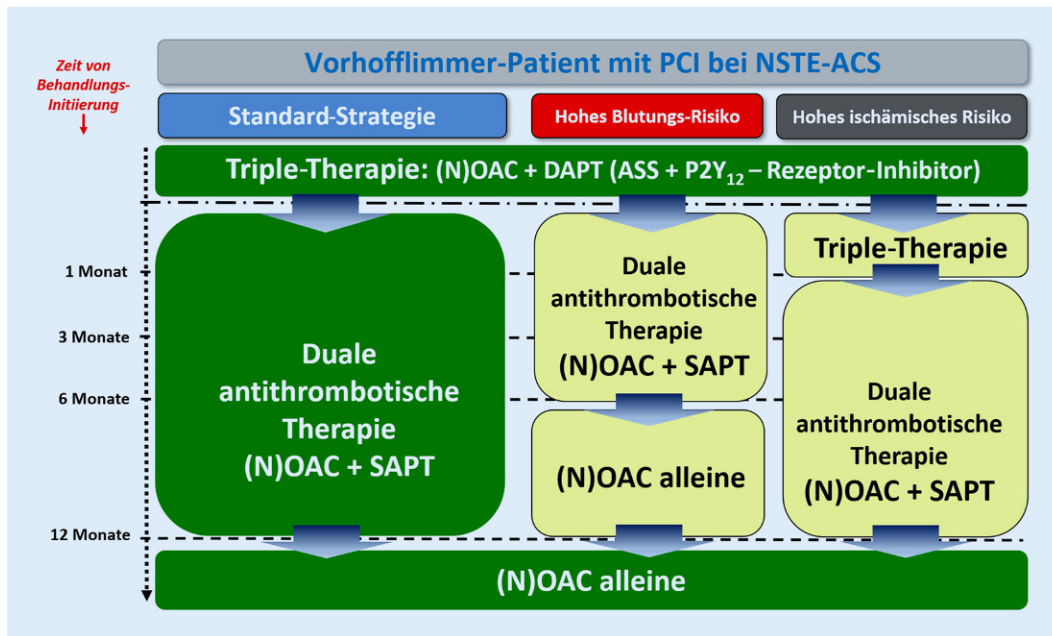 Vorhofflimmer-Patient mit PCI bei NSTE-ACS
Zeit von
Behandlungs-
Initiierung
Standard-Strategie
Hohes Blutungs-Risiko
Hohes ischämisches Risiko
Triple-Therapie: (N)OAC + DAPT (ASS + P2Y₁₂ – Rezeptor-Inhibitor)
1 Monat
3 Monate
6 Monate
12 Monate
Duale
antithrombotische
Therapie
(N)OAC + SAPT
Duale
antithrombotische
Therapie
(N)OAC + SAPT
(N)OAC alleine
Triple-Therapie
Duale
antithrombotische
Therapie
(N)OAC + SAPT
(N)OAC alleine